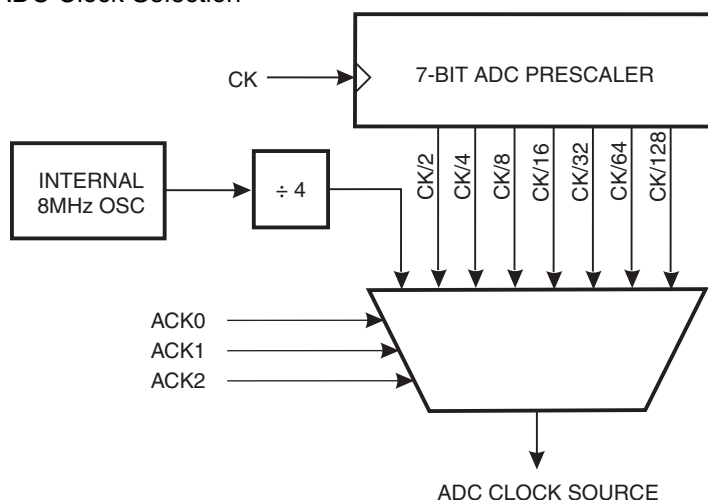 ADC Clock Selection
7-BIT ADC PRESCALER
CK
CK/2
CK/4
CK/8
CK/16
CK/32
CK/64
CK/128
INTERNAL
8MHz OSC
÷ 4
ACK0
ACK1
ACK2
ADC CLOCK SOURCE